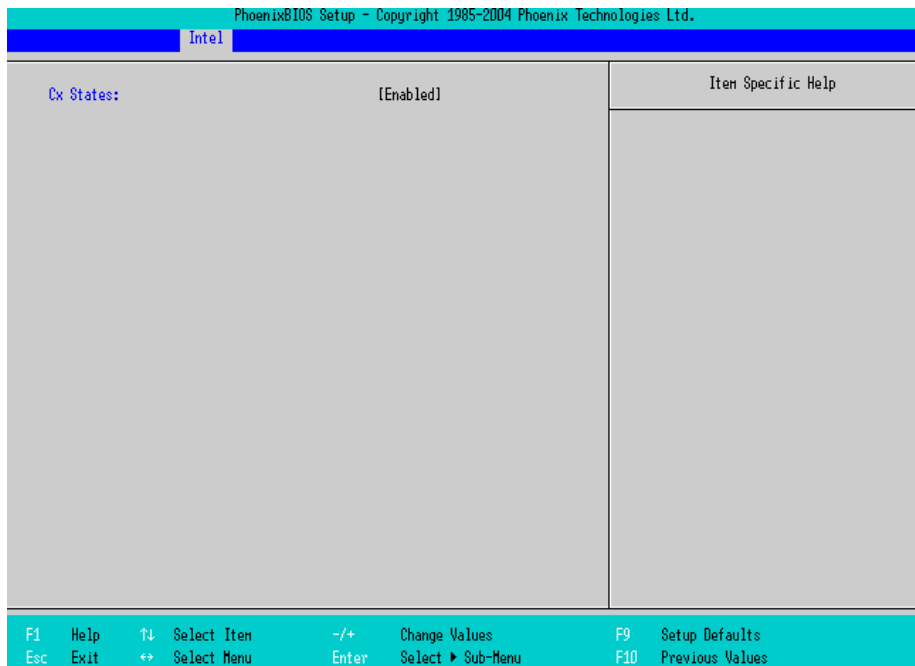 PhoenixBIOS Setup - Copyright 1985-2004 Phoenix Technologies Ltd.
Intel
Cx States: [Enabled]
Item Specific Help
F1 Help ↑↓ Select Item -/+ Change Values F9 Setup Defaults
Esc Exit ↔ Select Menu Enter Select ▶ Sub-Menu F10 Previous Values